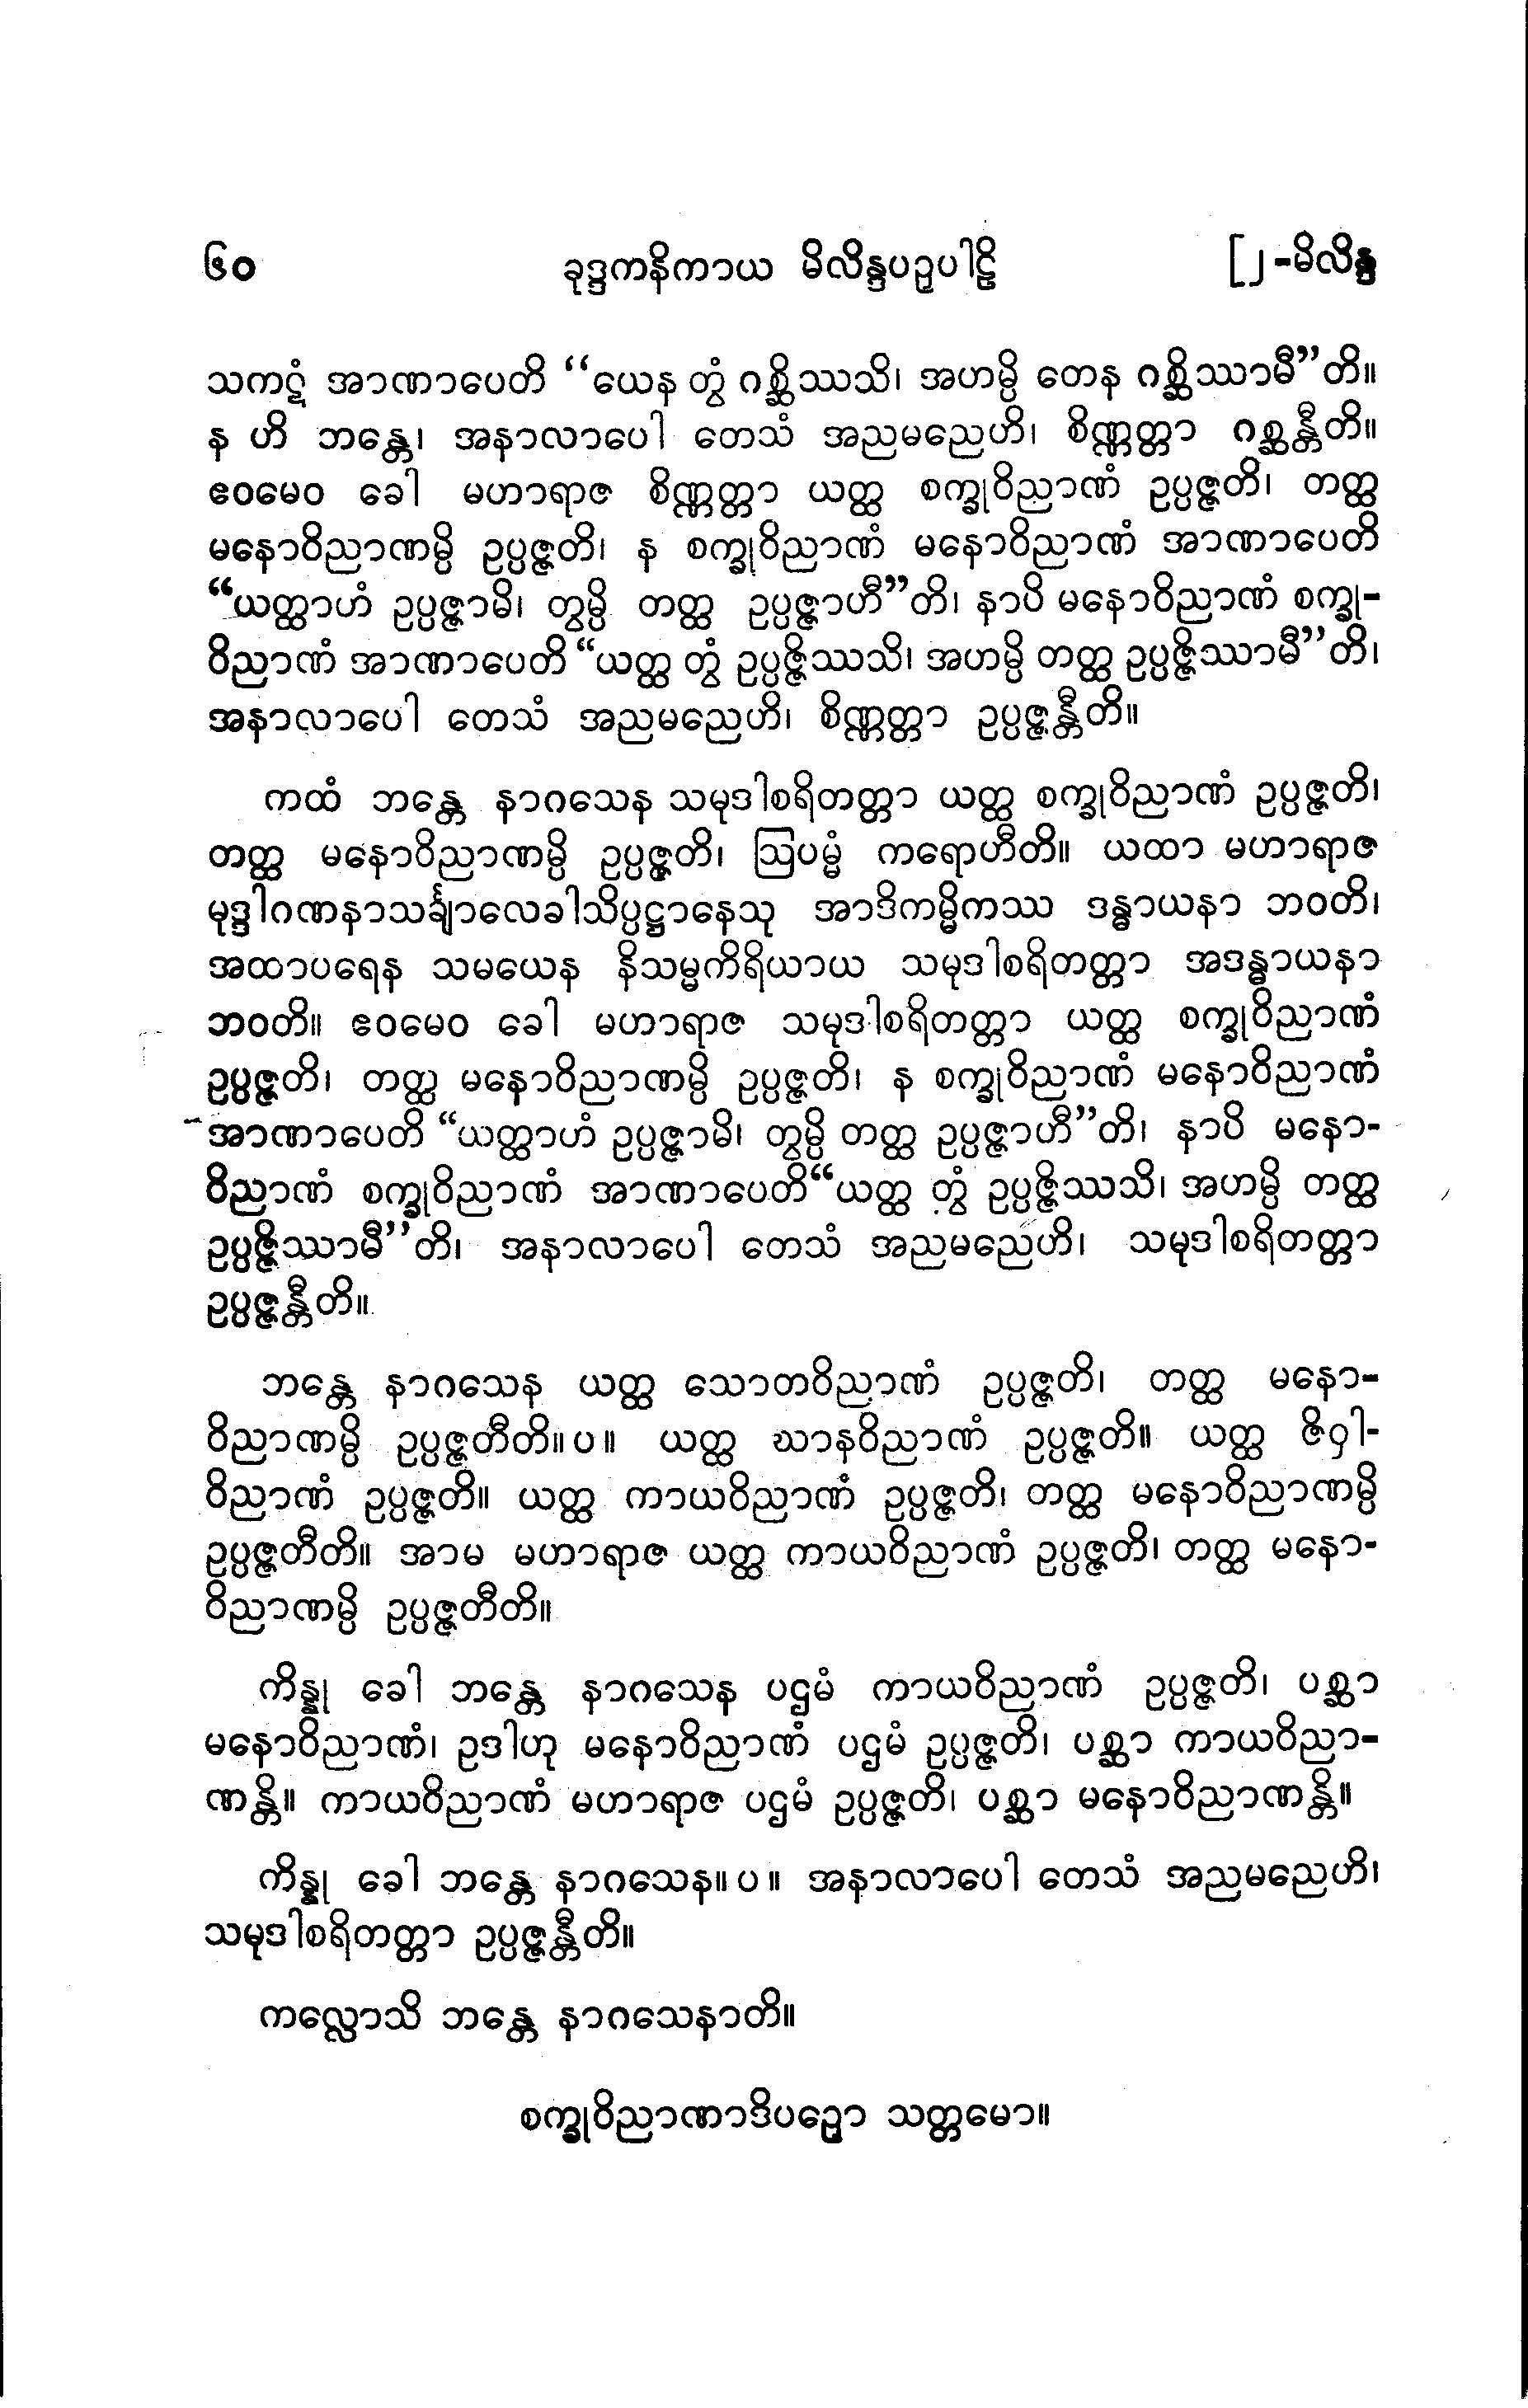 ၆၀ ခုဒ္ဒကနိကာယ မိလိန္ဒပဉှပါဠိ [၂-မိလိန္ဒ
သကဋံ အာဏာပေတိ “ယေန တွံ ဂစ္ဆိဿသိ၊ အဟမ္ပိ တေန ဂစ္ဆိဿာမီ”တိ။
န ဟိ ဘန္တေ၊ အနာလာပေါ တေသံ အညမညေဟိ၊ စိဏ္ဏတ္တာ ဂစ္ဆန္တီတိ။
ဧဝမေဝ ခေါ မဟာရာဇ စိဏ္ဏတ္တာ ယတ္ထ စက္ခုဝိညာဏံ ဥပ္ပဇ္ဇတိ၊ တတ္ထ
မနောဝိညာဏမ္ပိ ဥပ္ပဇ္ဇတိ၊ န စက္ခုဝိညာဏံ မနောဝိညာဏံ အာဏာပေတိ
“ယတ္ထာဟံ ဥပ္ပဇ္ဇာမိ၊ တွမ္ပိ တတ္ထ ဥပ္ပဇ္ဇာဟီ”တိ၊ နာပိ မနောဝိညာဏံ စက္ခု-
ဝိညာဏံ အာဏာပေတိ “ယတ္ထ တွံ ဥပ္ပဇ္ဇိဿသိ၊ အဟမ္ပိ တတ္ထ ဥပ္ပဇ္ဇိဿာမီ”တိ၊
အနာလာပေါ တေသံ အညမညေဟိ၊ စိဏ္ဏတ္တာ ဥပ္ပဇ္ဇန္တီတိ။
ကထံ ဘန္တေ နာဂသေန သမုဒါစရိတတ္တာ ယတ္ထ စက္ခုဝိညာဏံ ဥပ္ပဇ္ဇတိ၊
တတ္ထ မနောဝိညာဏမ္ပိ ဥပ္ပဇ္ဇတိ၊ ဩပမ္မံ ကရောဟီတိ။ ယထာ မဟာရာဇ
မုဒ္ဒါဂဏနာသင်္ချာလေခါသိပ္ပဋ္ဌာနေသု အာဒိကမ္မိကဿ ဒန္ဓာယနာ ဘဝတိ၊
အထာပရေန သမယေန နိသမ္မကိရိယာယ သမုဒါစရိတတ္တာ အဒန္ဓာယနာ
ဘဝတိ။ ဧဝမေဝ ခေါ မဟာရာဇ သမုဒါစရိတတ္တာ ယတ္ထ စက္ခုဝိညာဏံ
ဥပ္ပဇ္ဇတိ၊ တတ္ထ မနောဝိညာဏမ္ပိ ဥပ္ပဇ္ဇတိ၊ န စက္ခုဝိညာဏံ မနောဝိညာဏံ
အာဏာပေတိ “ယတ္ထာဟံ ဥပ္ပဇ္ဇာမိ၊ တွမ္ပိ တတ္ထ ဥပ္ပဇ္ဇာဟီ”တိ၊ နာပိ မနော-
ဝိညာဏံ စက္ခုဝိညာဏံ အာဏာပေတိ“ယတ္ထ တွံ ဥပ္ပဇ္ဇိဿသိ၊ အဟမ္ပိ တတ္ထ
ဥပ္ပဇ္ဇိဿာမီ”တိ၊ အနာလာပေါ တေသံ အညမညေဟိ၊ သမုဒါစရိတတ္တာ
ဥပ္ပဇ္ဇန္တီတိ။
ဘန္တေ နာဂသေန ယတ္ထ သောတဝိညာဏံ ဥပ္ပဇ္ဇတိ၊ တတ္ထ မနော-
ဝိညာဏမ္ပိ ဥပ္ပဇ္ဇတီတိ။ပ။ ယတ္ထ ဃာနဝိညာဏံ ဥပ္ပဇ္ဇတိ။ ယတ္ထ ဇိဝှါ-
ဝိညာဏံ ဥပ္ပဇ္ဇတိ။ ယတ္ထ ကာယဝိညာဏံ ဥပ္ပဇ္ဇတိ၊ တတ္ထ မနောဝိညာဏမ္ပိ
ဥပ္ပဇ္ဇတီတိ။ အာမ မဟာရာဇ ယတ္ထ ကာယဝိညာဏံ ဥပ္ပဇ္ဇတိ၊ တတ္ထ မနော-
ဝိညာဏမ္ပိ ဥပ္ပဇ္ဇတီတိ။
ကိန္နု ခေါ ဘန္တေ နာဂသေန ပဌမံ ကာယဝိညာဏံ ဥပ္ပဇ္ဇတိ၊ ပစ္ဆာ
မနောဝိညာဏံ၊ ဥဒါဟု မနောဝိညာဏံ ပဌမံ ဥပ္ပဇ္ဇတိ၊ ပစ္ဆာ ကာယဝိညာ-
ဏန္တိ။ ကာယဝိညာဏံ မဟာရာဇ ပဌမံ ဥပ္ပဇ္ဇတိ၊ ပစ္ဆာ မနောဝိညာဏန္တိ။
ကိန္နု ခေါ ဘန္တေ နာဂသေန။ပ။ အနာလာပေါ တေသံ အညမညေဟိ၊
သမုဒါစရိတတ္တာ ဥပ္ပဇ္ဇန္တီတိ။
ကလ္လောသိ ဘန္တေ နာဂသေနာတိ။
စက္ခုဝိညာဏာဒိပဉှော သတ္တမော။